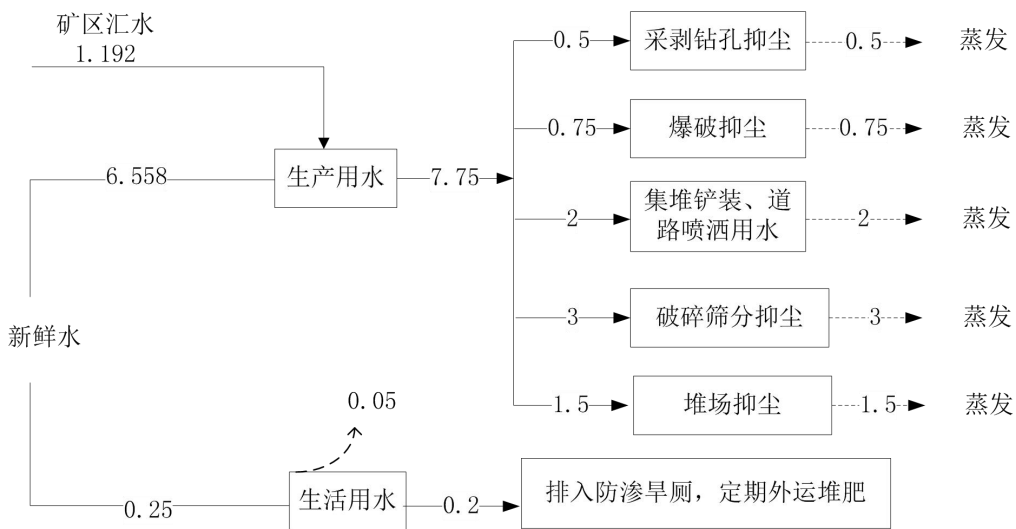 矿区汇水
1.192
0.5
采剥钻孔抑尘
0.5
蒸发
0.75
爆破抑尘
0.75
蒸发
6.558
生产用水
7.75
2
集堆铲装、道
路喷洒用水
2
蒸发
3
破碎筛分抑尘
3
蒸发
新鲜水
1.5
堆场抑尘
1.5
蒸发
0.05
0.25
生活用水
0.2
排入防渗旱厕，定期外运堆肥